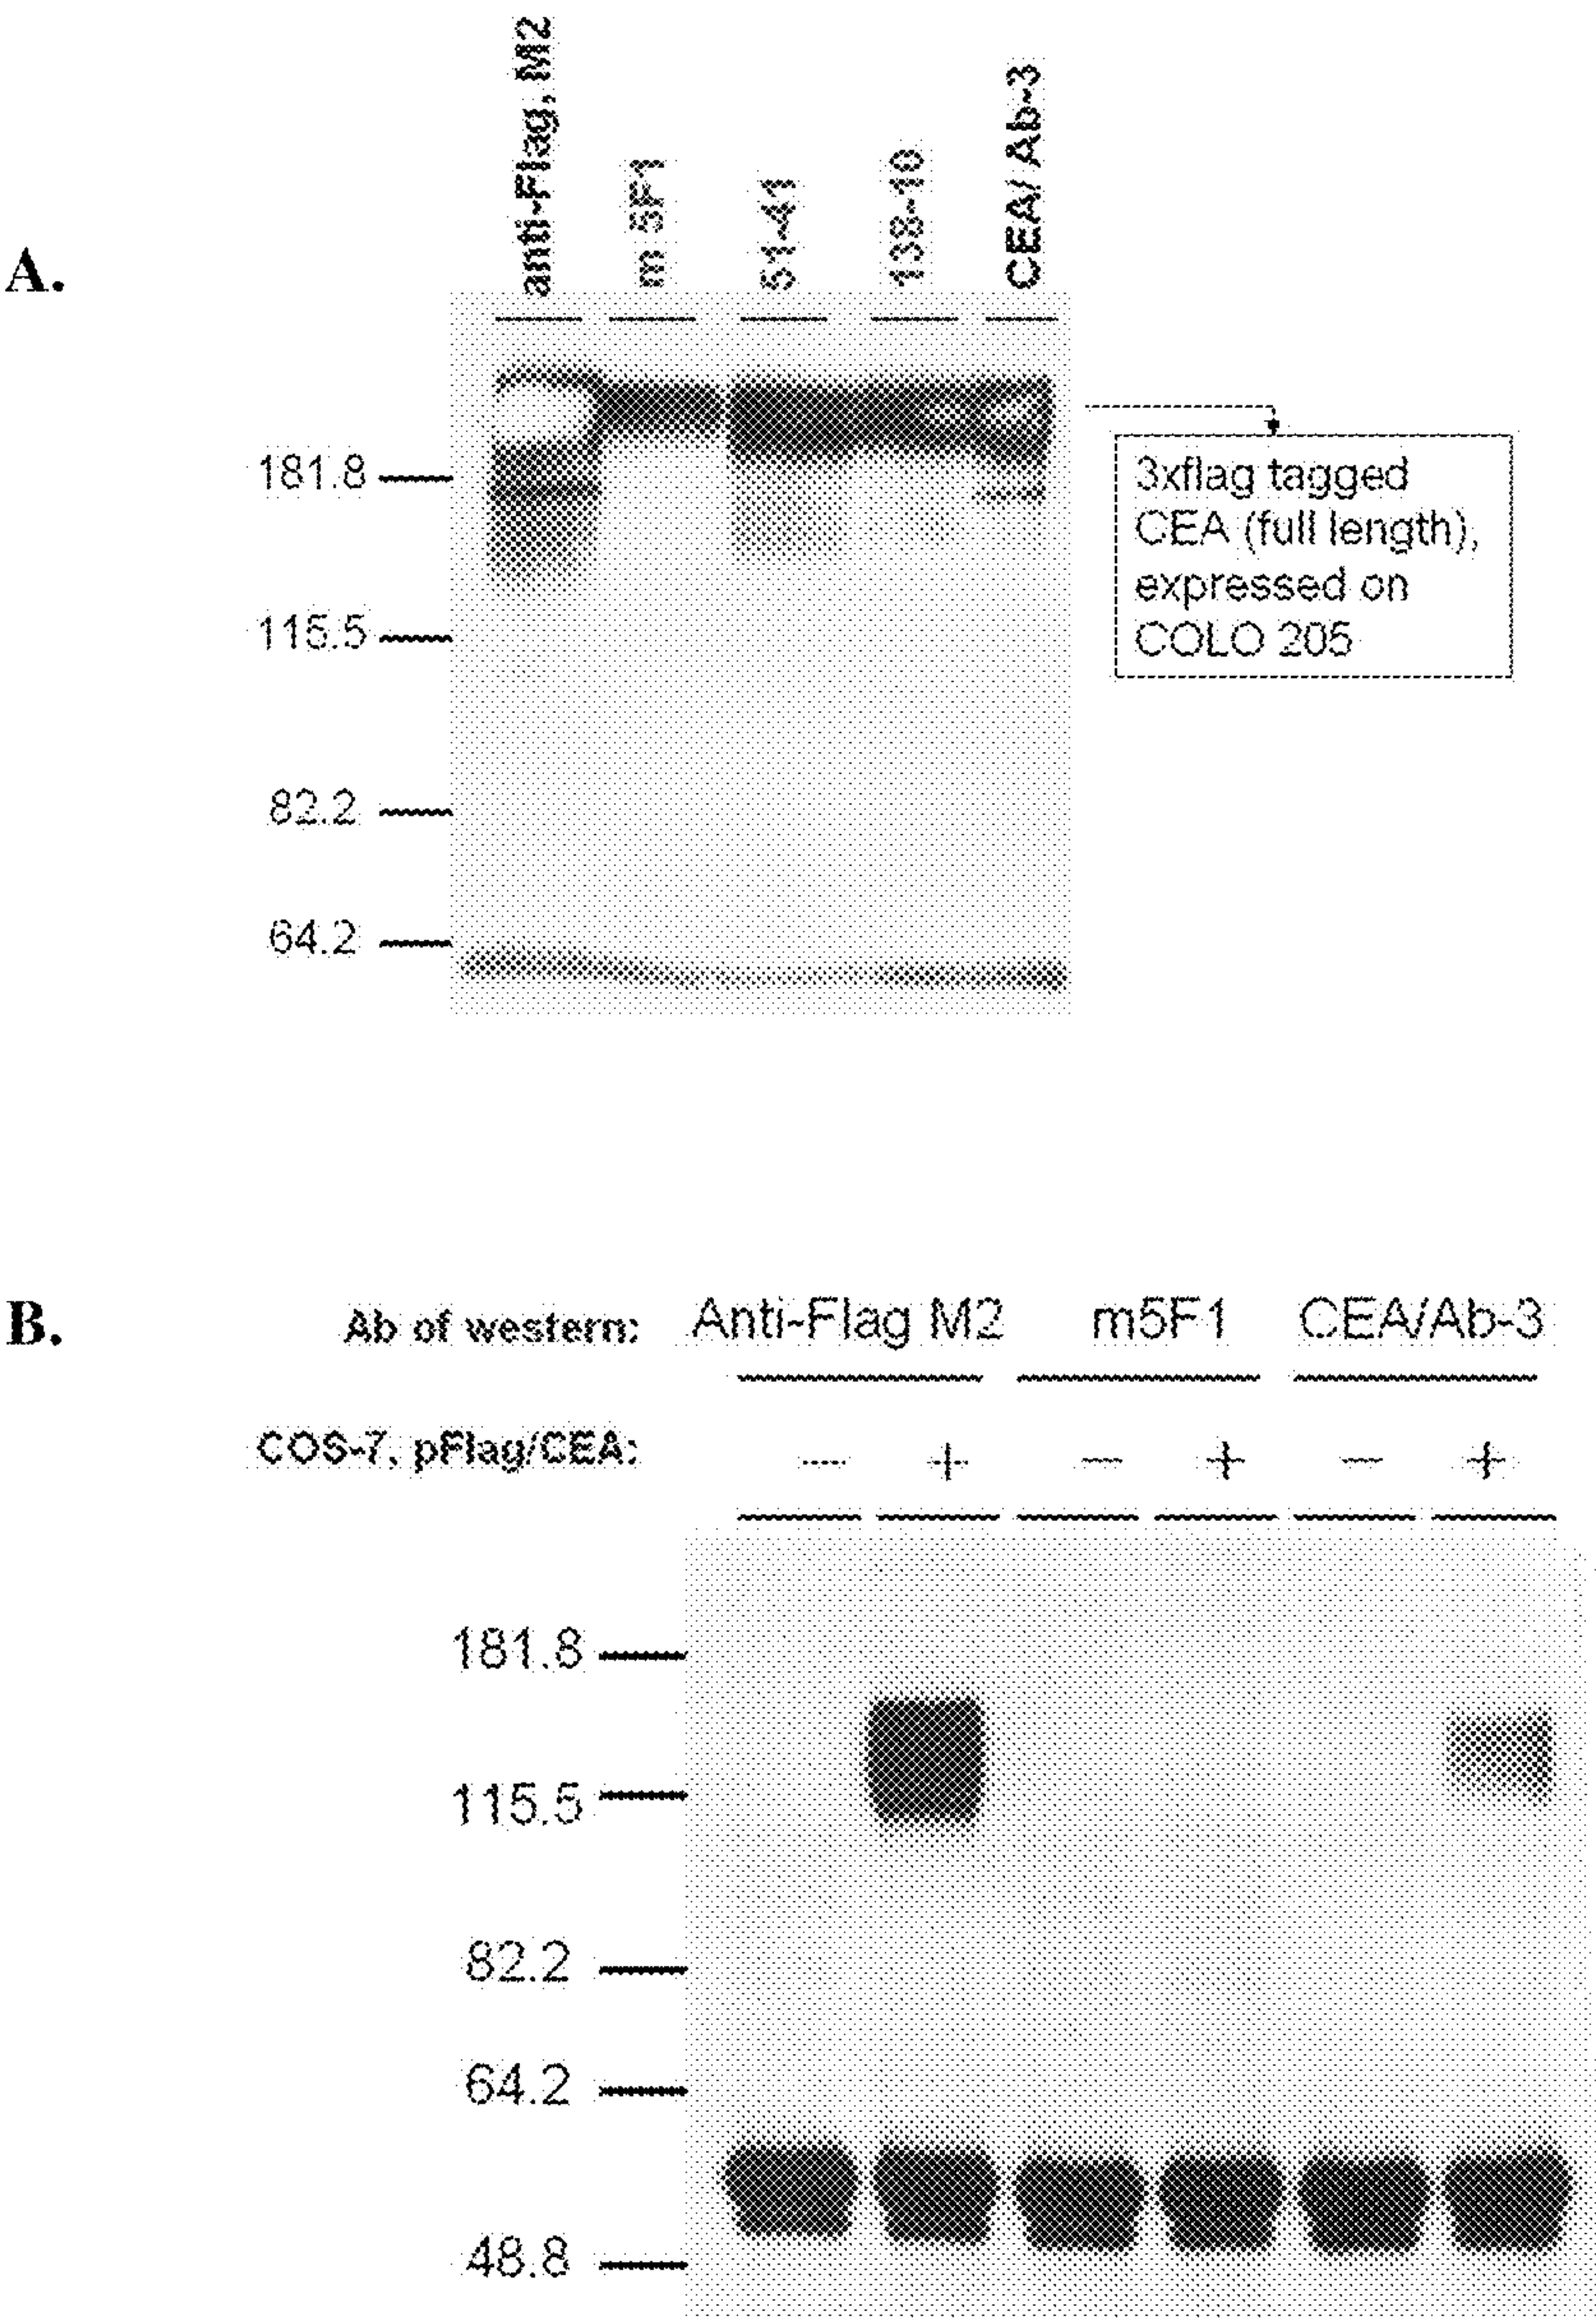 A.
anti-Flag, M2
m 5F1
51-41
138-10
CEA/ Ab-3
181.8
115.5
82.2
64.2
3xflag tagged
CEA (full length),
expressed on
COLO 205
B.
Ab of western: Anti-Flag M2 m5F1 CEA/Ab-3
COS-7, pFlag/CEA: − + − + − +
181.8
115.5
82.2
64.2
48.8